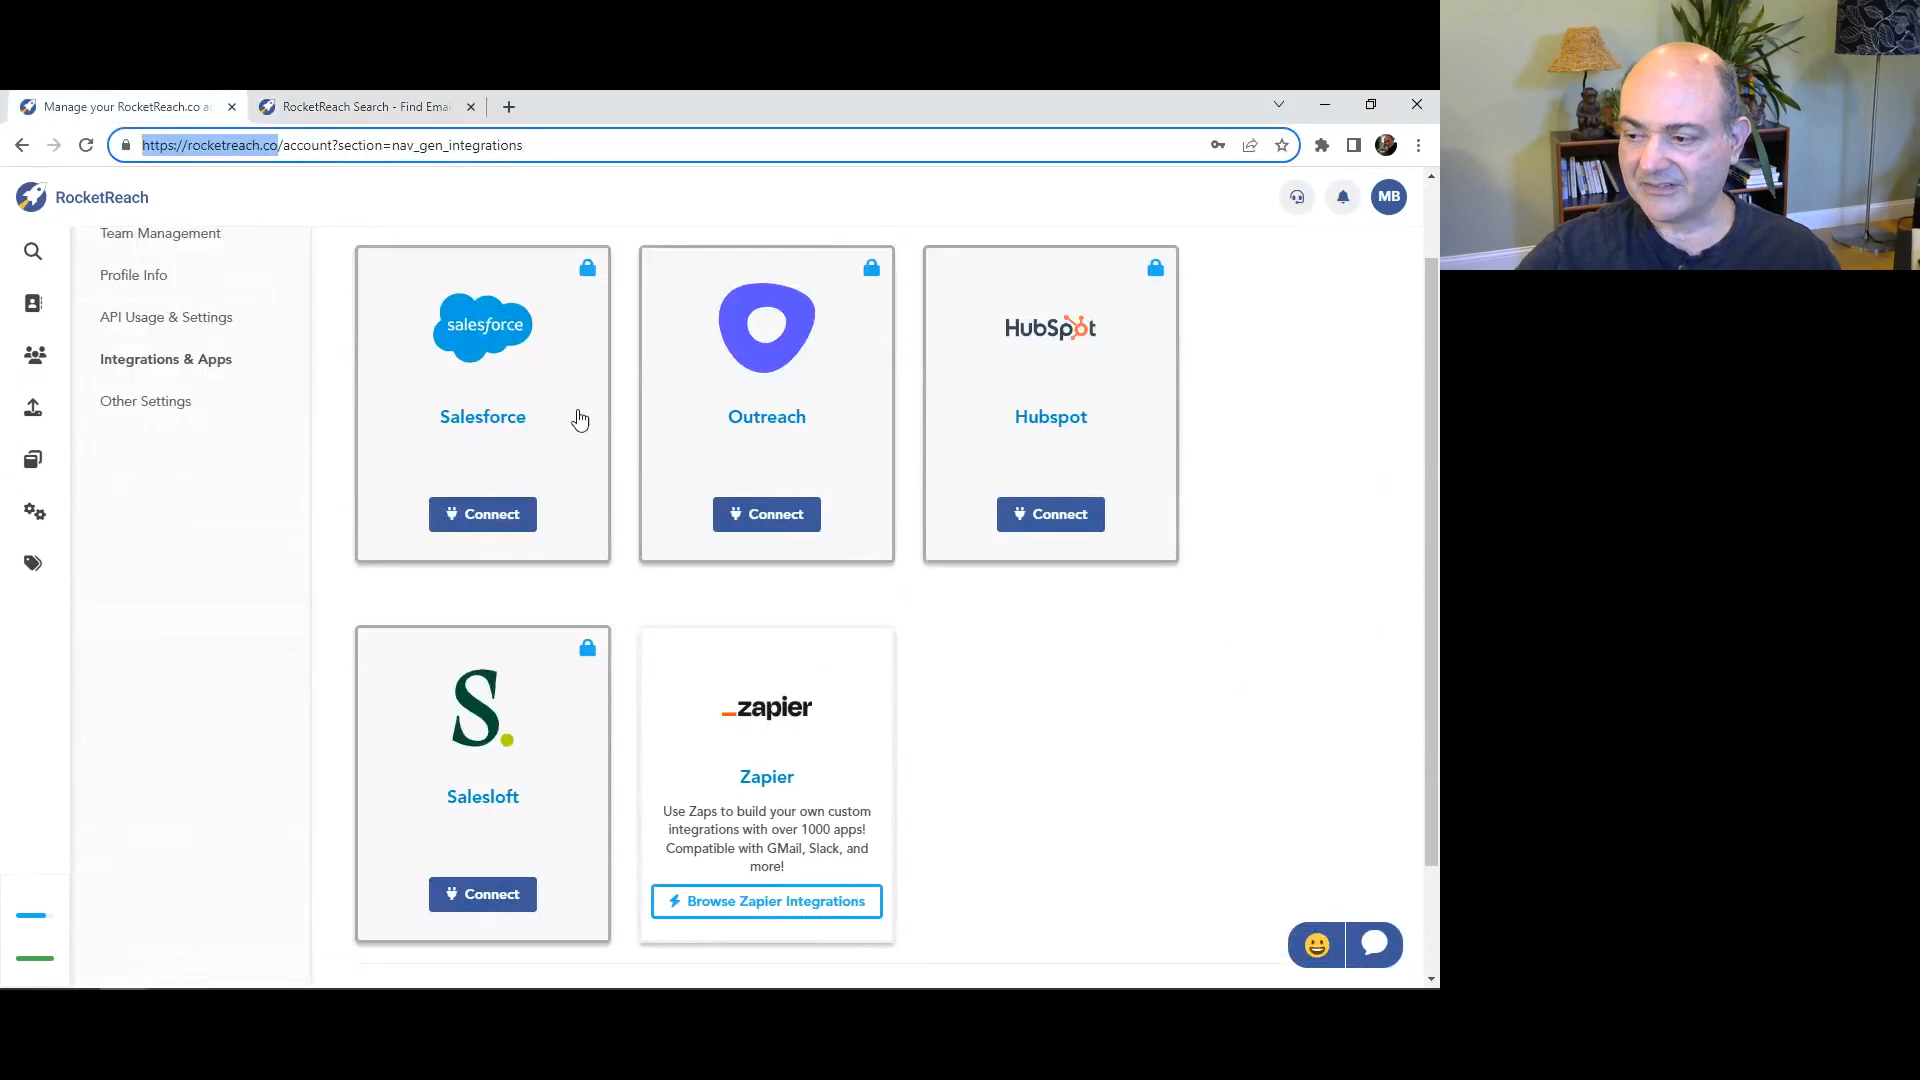 Manage your RocketReach.co ac
RocketReach Search - Find Emai
https://rocketreach.co/account?section=nav_gen_integrations
RocketReach
MB
Team Management
Profile Info
API Usage & Settings
Integrations & Apps
Other Settings
salesforce
Salesforce
Connect
Outreach
Connect
HubSpot
Hubspot
Connect
S.
Salesloft
Connect
_zapier
Zapier
Use Zaps to build your own custom
integrations with over 1000 apps!
Compatible with GMail, Slack, and
more!
Browse Zapier Integrations